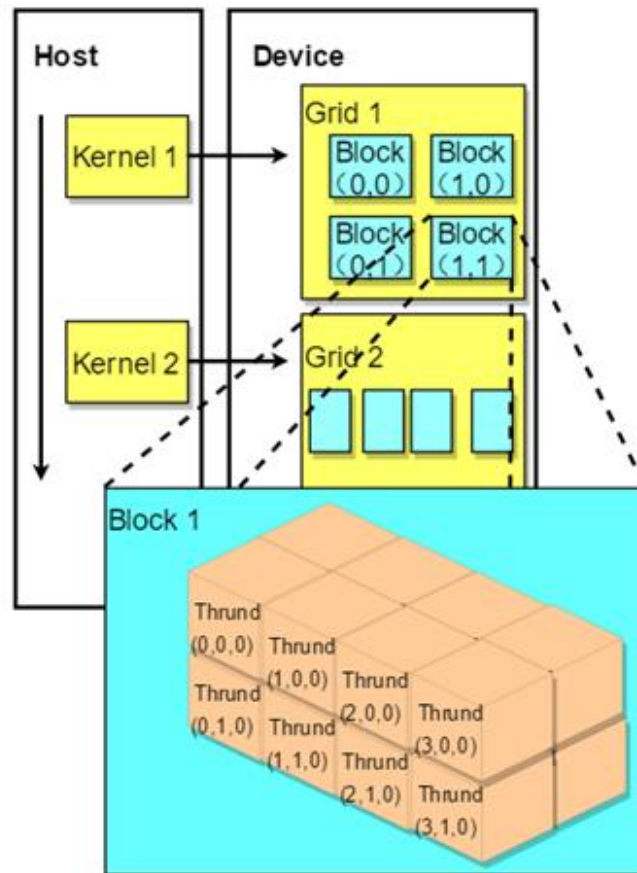 Host
Device
Kernel 1
Grid 1
Block
(0,0)
Block
(1,0)
Block
(0,1)
Block
(1,1)
Kernel 2
Grid 2
Block 1
Thrund
(0,0,0)
Thrund
(1,0,0)
Thrund
(2,0,0)
Thrund
(3,0,0)
Thrund
(0,1,0)
Thrund
(1,1,0)
Thrund
(2,1,0)
Thrund
(3,1,0)